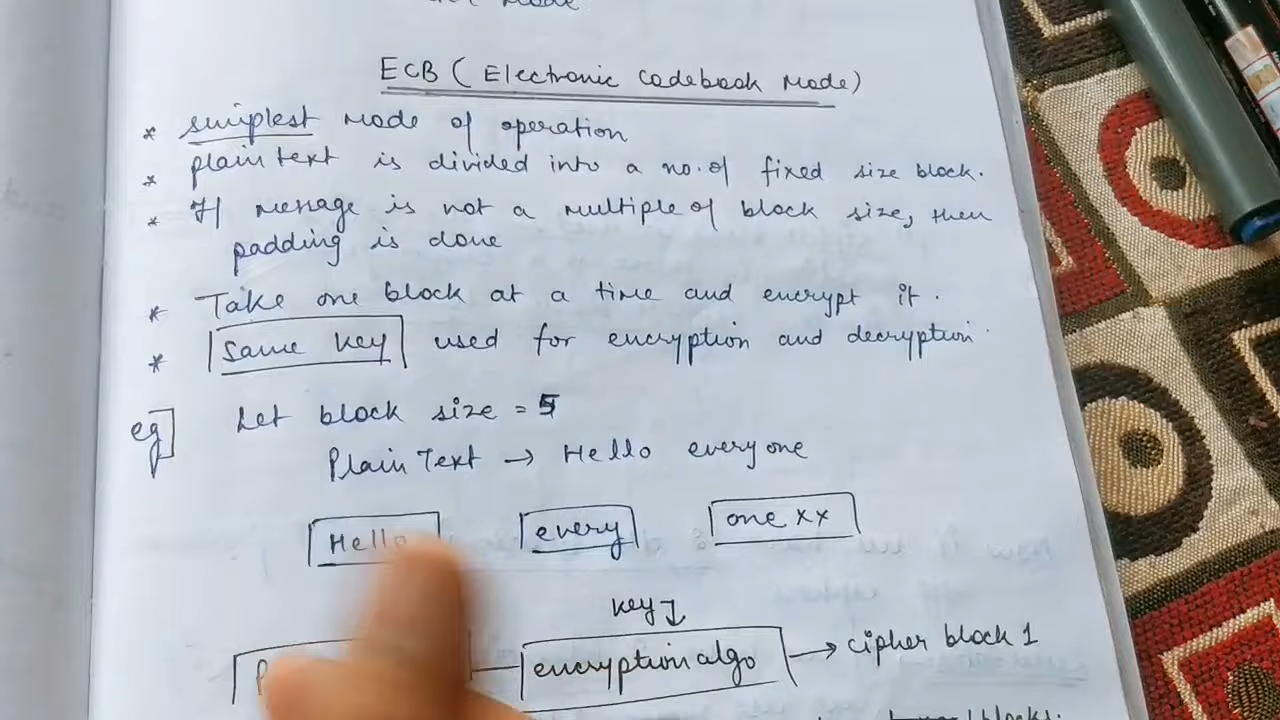 mode
ECB (Electronic Codebook Mode)
* simplest mode of operation
* plain text is divided into a no. of fixed size block.
* If message is not a multiple of block size, then
padding is done
* Take one block at a time and encrypt it.
* same key used for encryption and decryption.
eg] Let block size = 5
Plain Text → Hello everyone
Hello every one xx
key
encryption algo → cipher block 1
blocks.